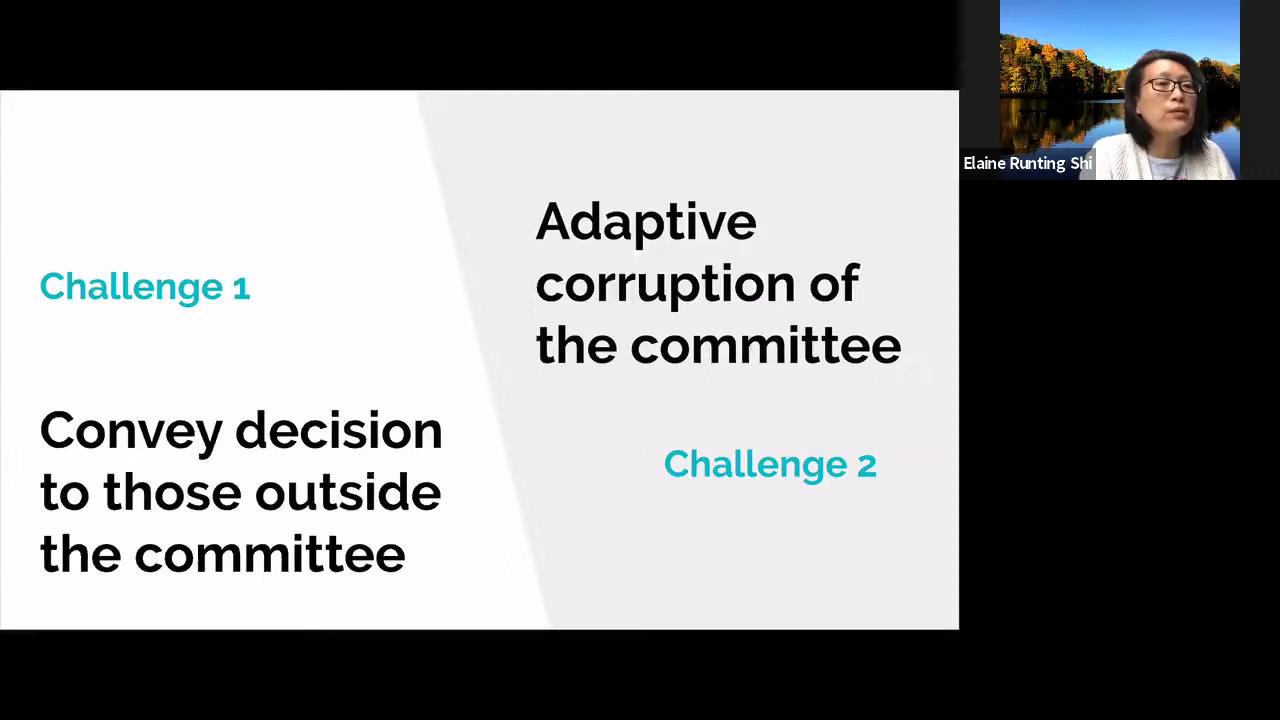 Challenge 1
Convey decision
to those outside
the committee
Adaptive
corruption of
the committee
Challenge 2
Elaine Runting Shi